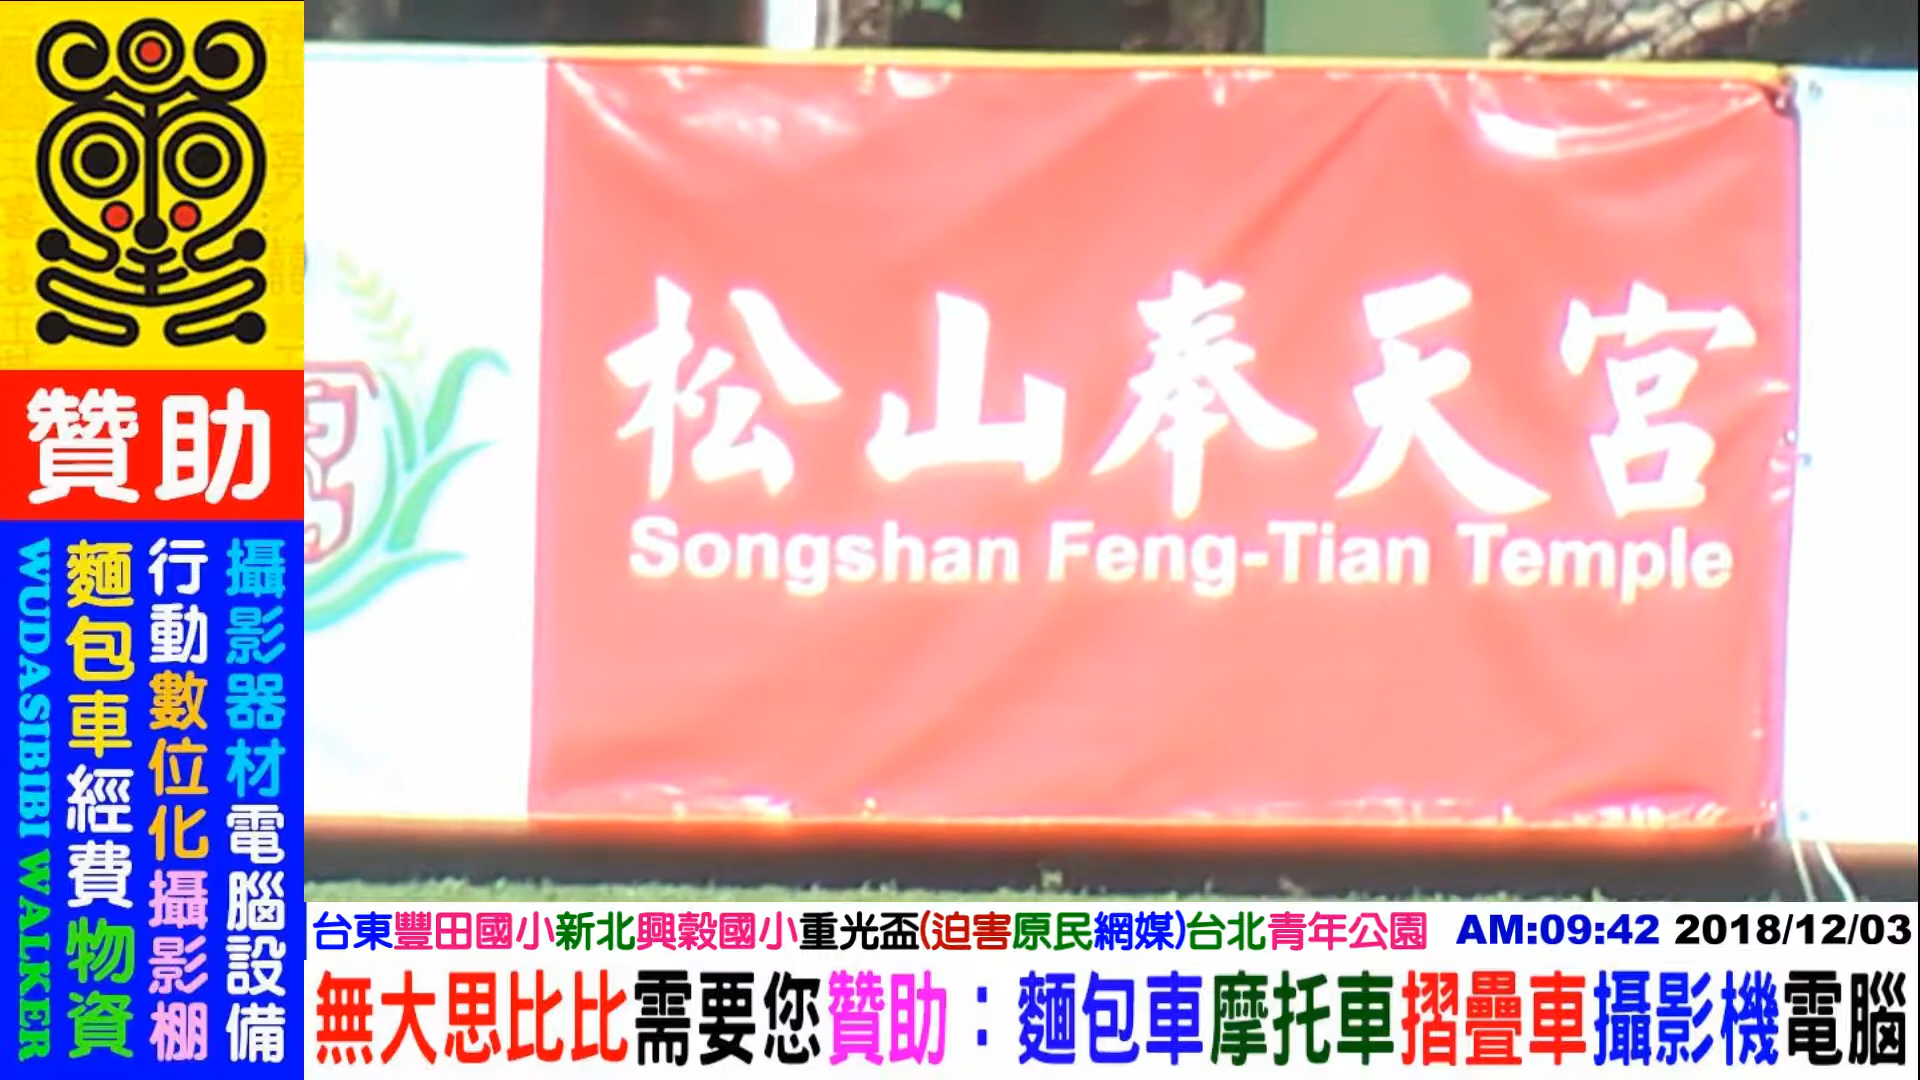 贊助
攝影器材電腦設備
行動數位化攝影棚
麵包車經費物資
WUDASIBIBI WALKER
松山奉天宮
Songshan Feng-Tian Temple
台東豐田國小新北興穀國小重光盃(迫害原民網媒)台北青年公園 AM:09:42 2018/12/03
無大思比比需要您贊助：麵包車摩托車摺疊車攝影機電腦